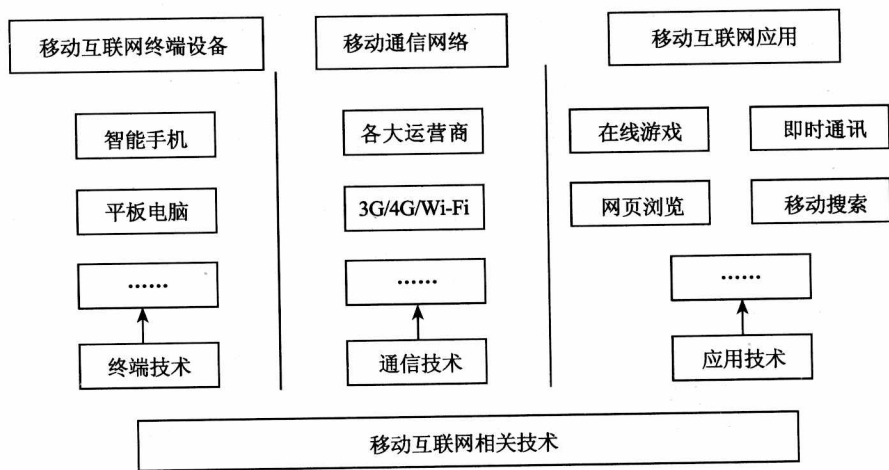 移动互联网终端设备
移动通信网络
移动互联网应用
智能手机
各大运营商
在线游戏
即时通讯
平板电脑
3G/4G/Wi-Fi
网页浏览
移动搜索
……
……
……
终端技术
通信技术
应用技术
移动互联网相关技术